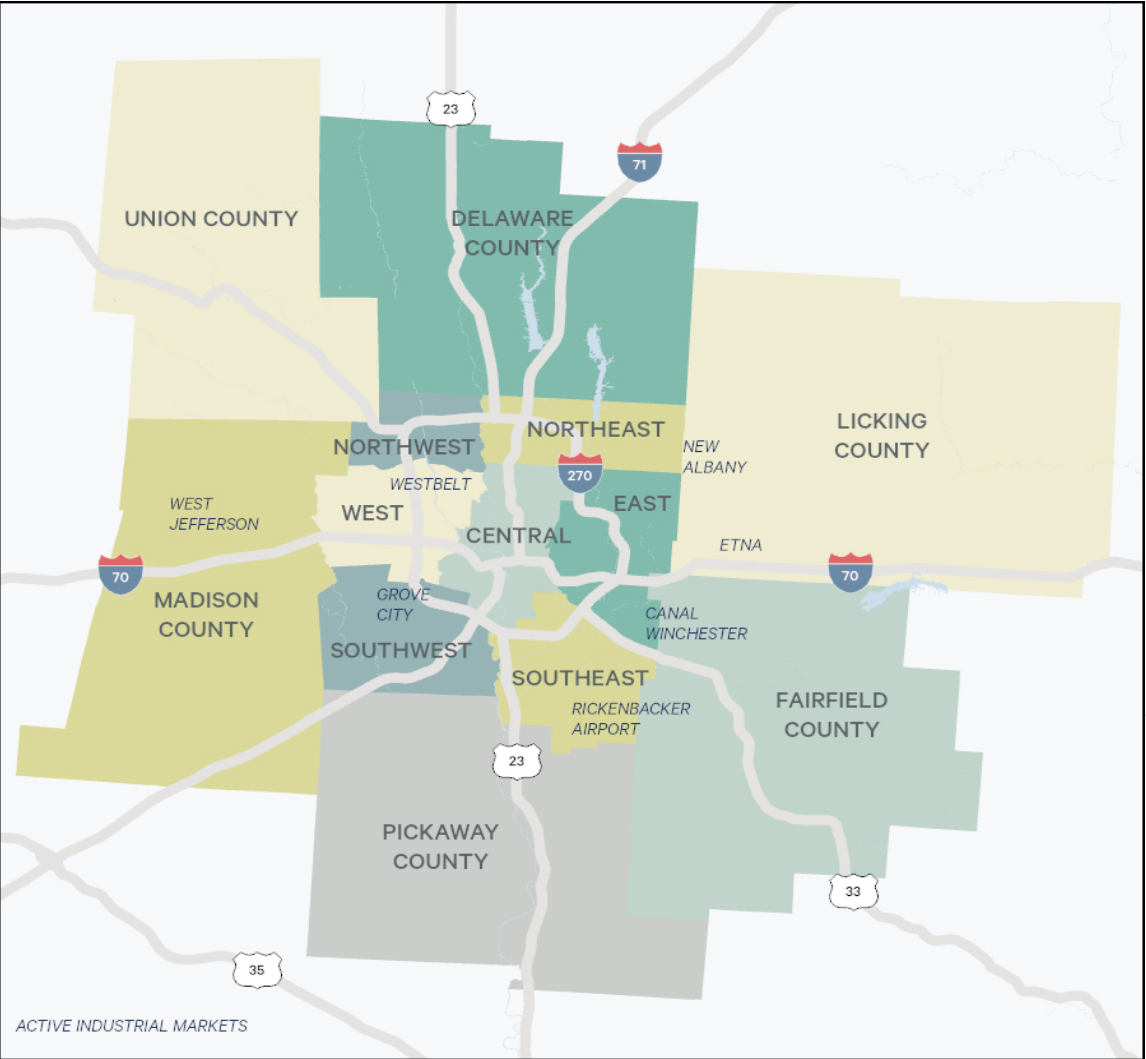 23
71
UNION COUNTY
DELAWARE
COUNTY
LICKING
COUNTY
NORTHWEST
NORTHEAST
NEW
ALBANY
WESTBELT
270
WEST
JEFFERSON
WEST
EAST
CENTRAL
ETNA
70
70
MADISON
COUNTY
GROVE
CITY
CANAL
WINCHESTER
SOUTHWEST
SOUTHEAST
RICKENBACKER
AIRPORT
FAIRFIELD
COUNTY
23
PICKAWAY
COUNTY
33
35
ACTIVE INDUSTRIAL MARKETS